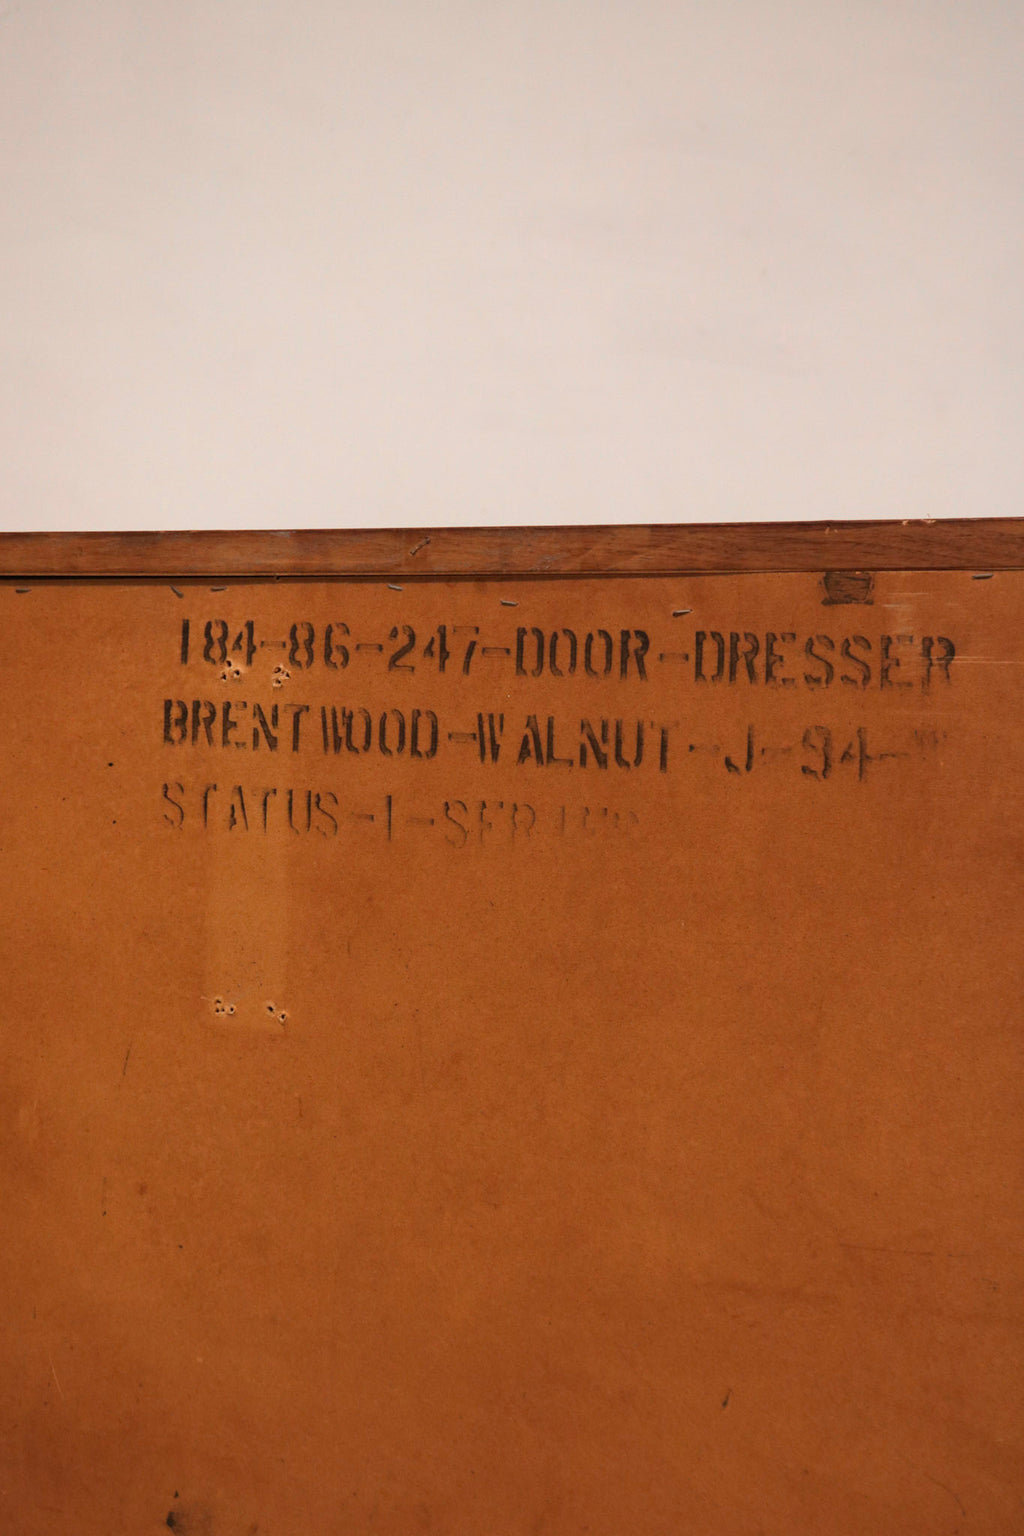 184-86-247-DOOR-DRESSER
BRENTWOOD-WALNUT-J-94-
STATUS-1-